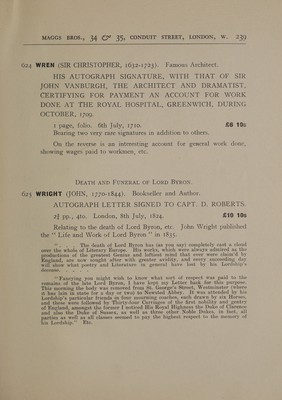 MAGGS BROS., 34 & 35, CONDUIT STREET, LONDON, W. 239
624 WREN (SIR CHRISTOPHER, 1632-1723). Famous Architect.
HIS AUTOGRAPH SIGNATURE, WITH THAT OF SIR
JOHN VANBURGH, THE ARCHITECT AND DRAMATIST,
CERTIFYING FOR PAYMENT AN ACCOUNT FOR WORK
DONE AT THE ROYAL HOSPITAL, GREENWICH, DURING
OCTOBER, 1709.
1 page, folio. 6th July, 1710. £6 15s
Bearing two very rare signatures in addition to others.
On the reverse is an interesting account for general work done,
showing wages paid to workmen, etc.
DEATH AND FUNERAL OF LORD BYRON.
625 WRIGHT (JOHN, 1770-1844). Bookseller and Author.
AUTOGRAPH LETTER SIGNED TO CAPT. D. ROBERTS.
2½ pp., 4to. London, 8th July, 1824. £10 10s
Relating to the death of Lord Byron, etc. John Wright published
the "Life and Work of Lord Byron" in 1835.
". . . The death of Lord Byron has (as you say) completely cast a cloud
over the whole of Literary Europe. His works, which were always admired as the
productions of the greatest Genius and loftiest mind that ever were claim'd by
England, are now sought after with greater avidity, and every succeeding day
will show what poetry and Literature in general have lost by his Lordship's
decease. . . .
"Fancying you might wish to know what sort of respect was paid to the
remains of the late Lord Byron, I have kept my Letter back for this purpose.
This morning the body was removed from St. George's Street, Westminster (where
it has lain in state for a day or two) to Newsted Abbey. It was attended by his
Lordship's particular friends in four mourning coaches, each drawn by six Horses,
and these were followed by Thirty-four Carriages of the first nobility and gentry
of England, amongst the former I noticed His Royal Highness the Duke of Clarence
and also the Duke of Sussex, as well as three other Noble Dukes, in fact, all
parties as well as all classes seemed to pay the highest respect to the memory of
his Lordship." Etc.